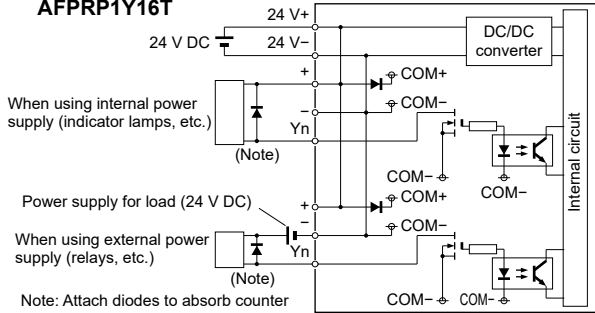 AFPRP1Y16T
24 V+
24 V DC
24 V−
DC/DC
converter
+
COM+
When using internal power
supply (indicator lamps, etc.)
−
COM−
Yn
(Note)
Internal circuit
COM−
COM−
Power supply for load (24 V DC)
+
COM+
−
COM−
When using external power
supply (relays, etc.)
Yn
(Note)
Note: Attach diodes to absorb counter
COM−
COM−